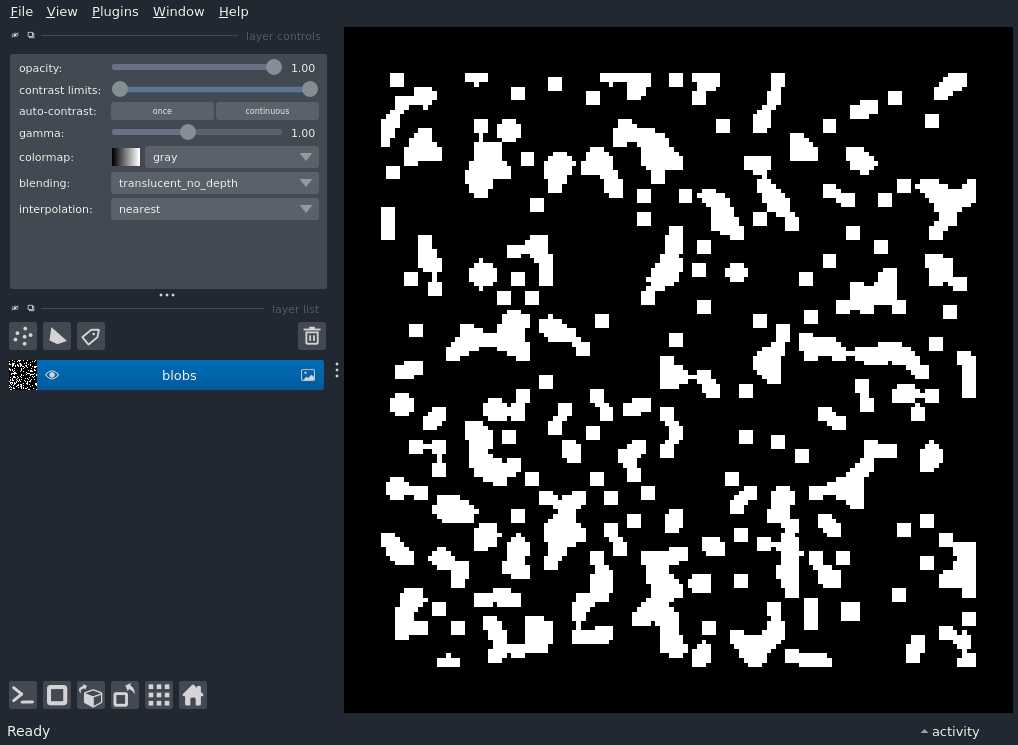 File View Plugins Window Help
layer controls
opacity: 1.00
contrast limits:
auto-contrast: once continuous
gamma: 1.00
colormap: gray
blending: translucent_no_depth
interpolation: nearest
layer list
blobs
Ready
activity